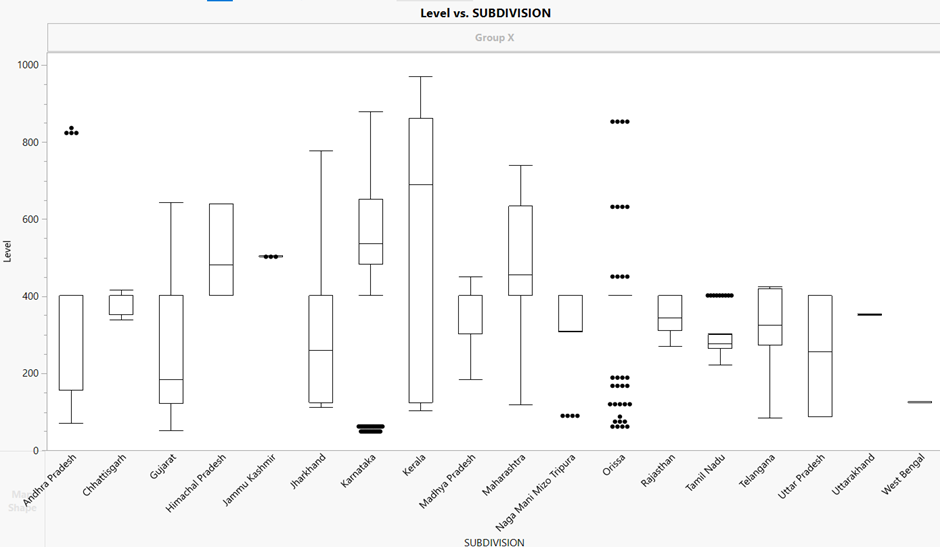 Level vs. SUBDIVISION
Group X
1000
800
600
400
200
0
Level
Andhra Pradesh
Chhattisgarh
Gujarat
Himachal Pradesh
Jammu Kashmir
Jharkhand
Karnataka
Kerala
Madhya Pradesh
Maharashtra
Naga Mani Mizo Tripura
Orissa
Rajasthan
Tamil Nadu
Telangana
Uttar Pradesh
Uttarakhand
West Bengal
Shape
SUBDIVISION